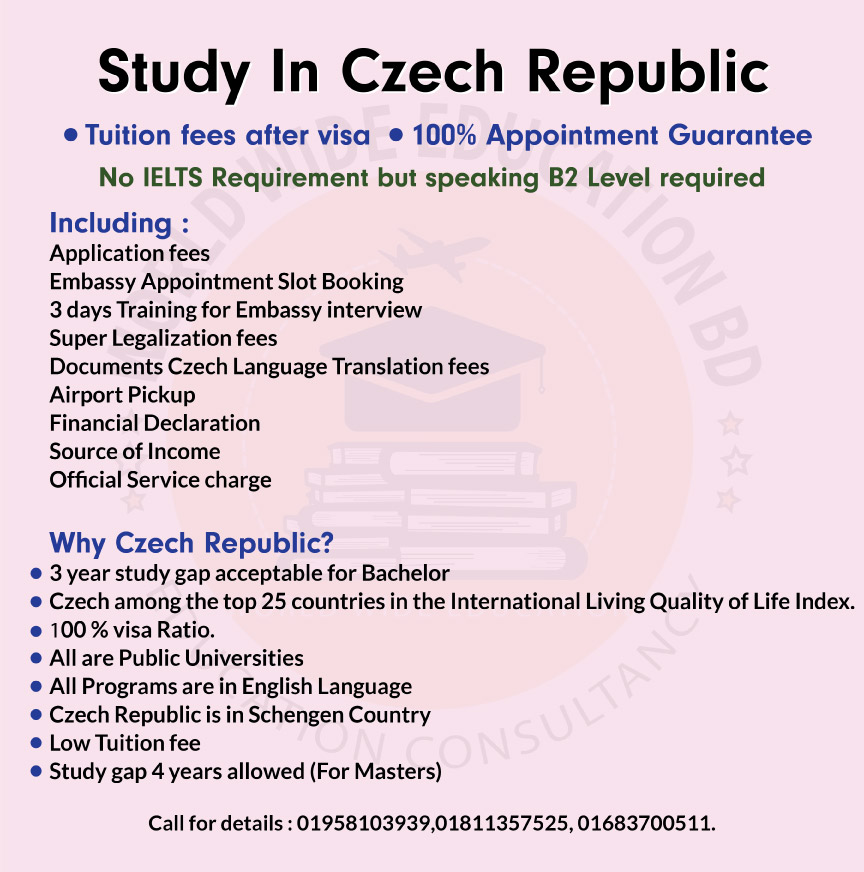 Study In Czech Republic
• Tuition fees after visa • 100% Appointment Guarantee
No IELTS Requirement but speaking B2 Level required
Including :
Application fees
Embassy Appointment Slot Booking
3 days Training for Embassy interview
Super Legalization fees
Documents Czech Language Translation fees
Airport Pickup
Financial Declaration
Source of Income
Official Service charge
Why Czech Republic?
• 3 year study gap acceptable for Bachelor
• Czech among the top 25 countries in the International Living Quality of Life Index.
• 100 % visa Ratio.
• All are Public Universities
• All Programs are in English Language
• Czech Republic is in Schengen Country
• Low Tuition fee
• Study gap 4 years allowed (For Masters)
Call for details : 01958103939,01811357525, 01683700511.
WORLD WIDE EDUCATION BD
EDUCATION CONSULTANCY